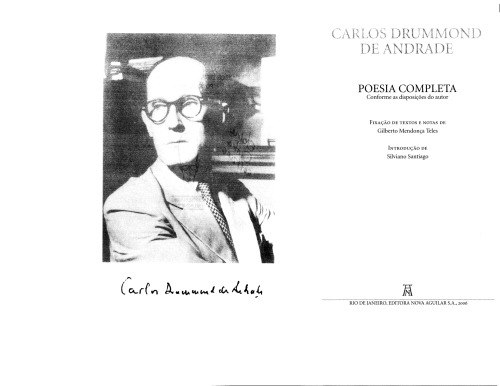 Carlos Drummond de Andrade
CARLOS DRUMMOND
DE ANDRADE
POESIA COMPLETA
Conforme as disposições do autor
FIXAÇÃO DE TEXTOS E NOTAS DE
Gilberto Mendonça Teles
INTRODUÇÃO DE
Silviano Santiago
RIO DE JANEIRO, EDITORA NOVA AGUILAR S.A., 2006